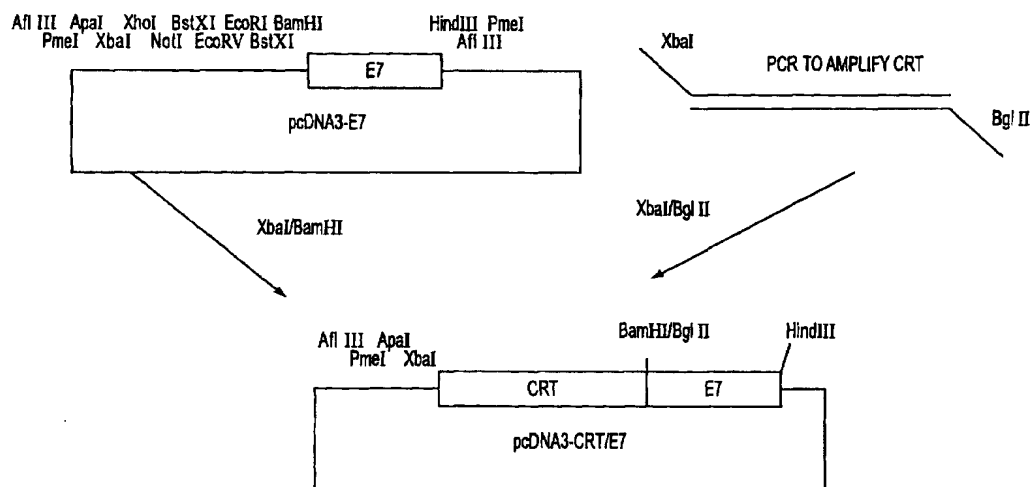 Afl III ApaI XhoI BstXI EcoRI BamHI
PmeI XbaI NotI EcoRV BstXI
HindIII PmeI
Afl III
E7
pcDNA3-E7
XbaI
PCR TO AMPLIFY CRT
Bgl II
XbaI/BamHI
XbaI/Bgl II
Afl III ApaI
PmeI XbaI
BamHI/Bgl II
HindIII
CRT
E7
pcDNA3-CRT/E7